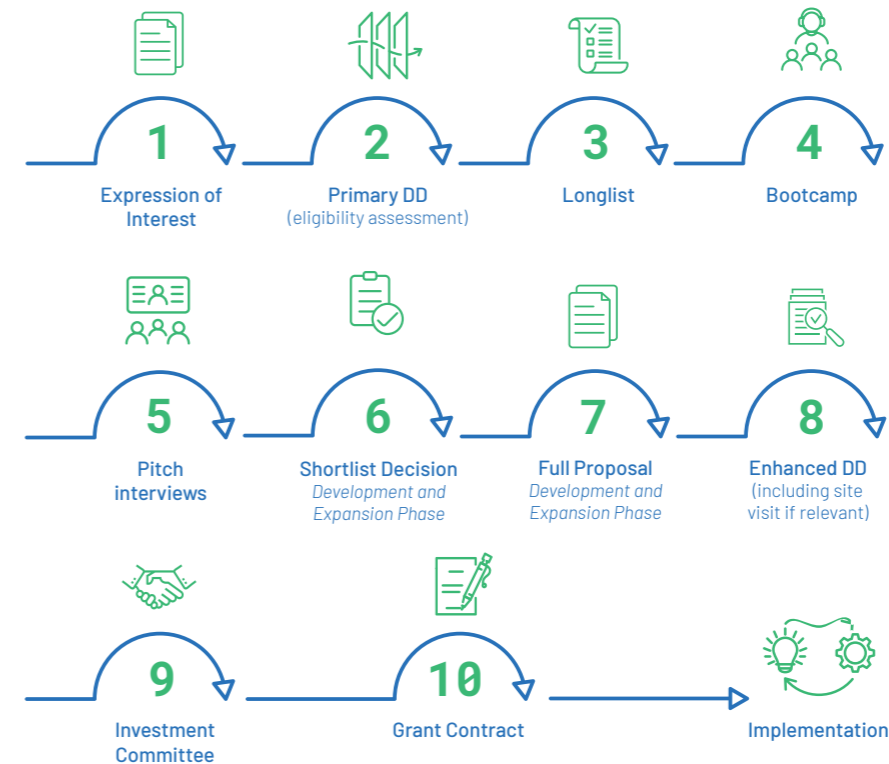 1
2
3
4
Expression of
Interest
Primary DD
(eligibility assessment)
Longlist
Bootcamp
5
6
7
8
Pitch
interviews
Shortlist Decision
Development and
Expansion Phase
Full Proposal
Development and
Expansion Phase
Enhanced DD
(including site
visit if relevant)
9
10
Investment
Committee
Grant Contract
Implementation